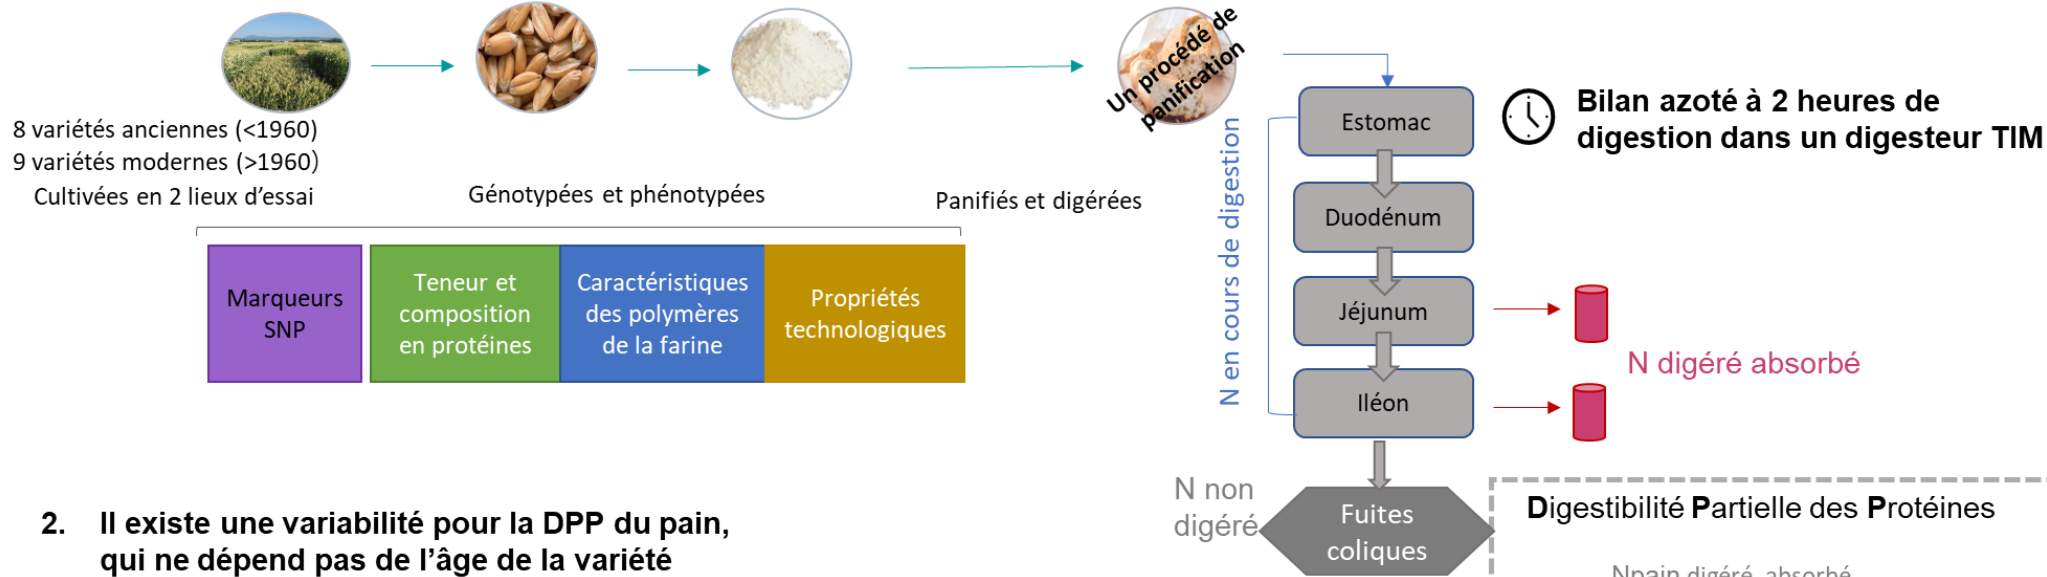 8 variétés anciennes (<1960)
9 variétés modernes (>1960)
Cultivées en 2 lieux d’essai
Génotypées et phénotypées
Panifiés et digérées
Un procédé de
panification
Marqueurs
SNP
Teneur et
composition
en protéines
Caractéristiques
des polymères
de la farine
Propriétés
technologiques
N en cours de digestion
Estomac
Duodénum
Jéjunum
Iléon
Bilan azoté à 2 heures de
digestion dans un digesteur TIM
N digéré absorbé
N non
digéré
Fuites
coliques
Digestibilité Partielle des Protéines
Npain digéré absorbé
2. Il existe une variabilité pour la DPP du pain,
qui ne dépend pas de l’âge de la variété